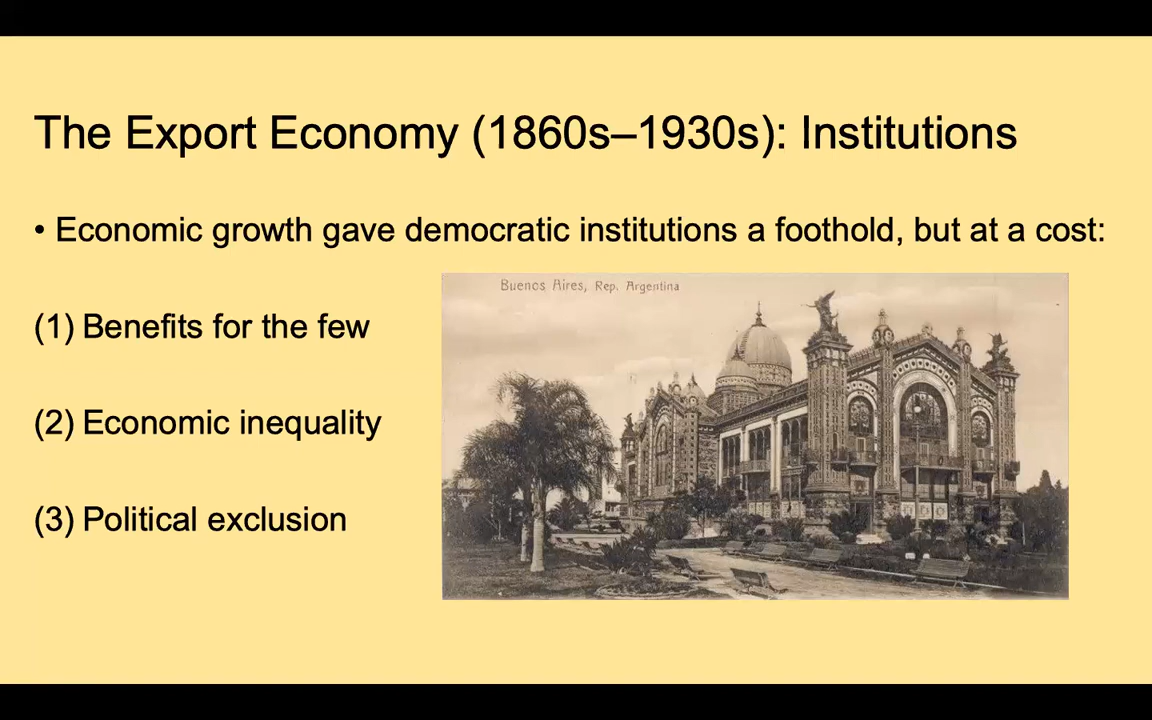 The Export Economy (1860s–1930s): Institutions
• Economic growth gave democratic institutions a foothold, but at a cost:
Buenos Aires, Rep. Argentina
(1) Benefits for the few
(2) Economic inequality
(3) Political exclusion